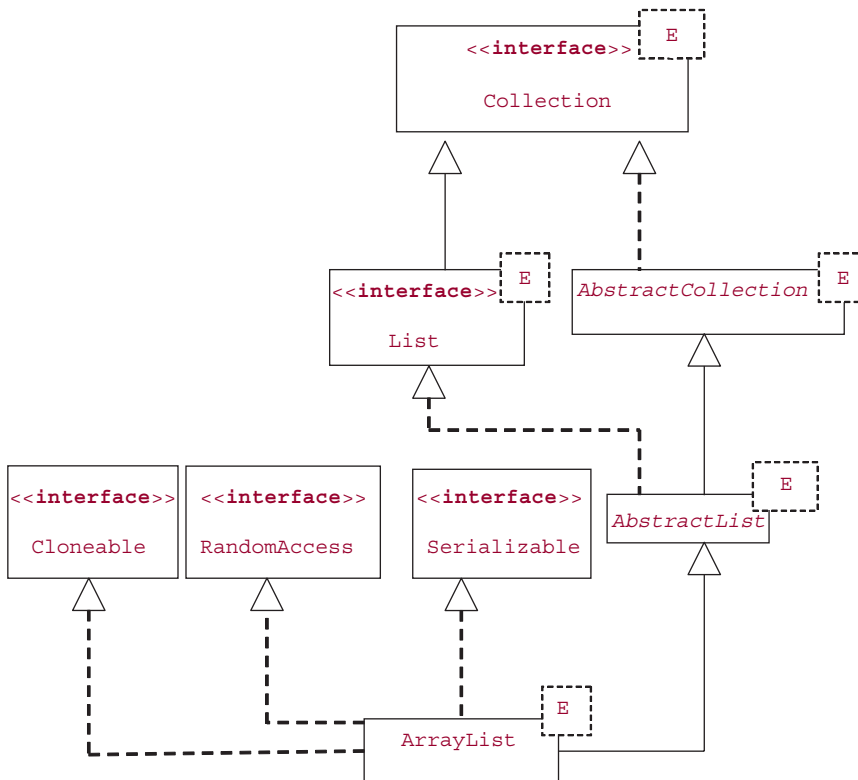 E
<<interface>>
Collection
E
<<interface>>
List
E
AbstractCollection
<<interface>>
Cloneable
<<interface>>
RandomAccess
<<interface>>
Serializable
E
AbstractList
E
ArrayList